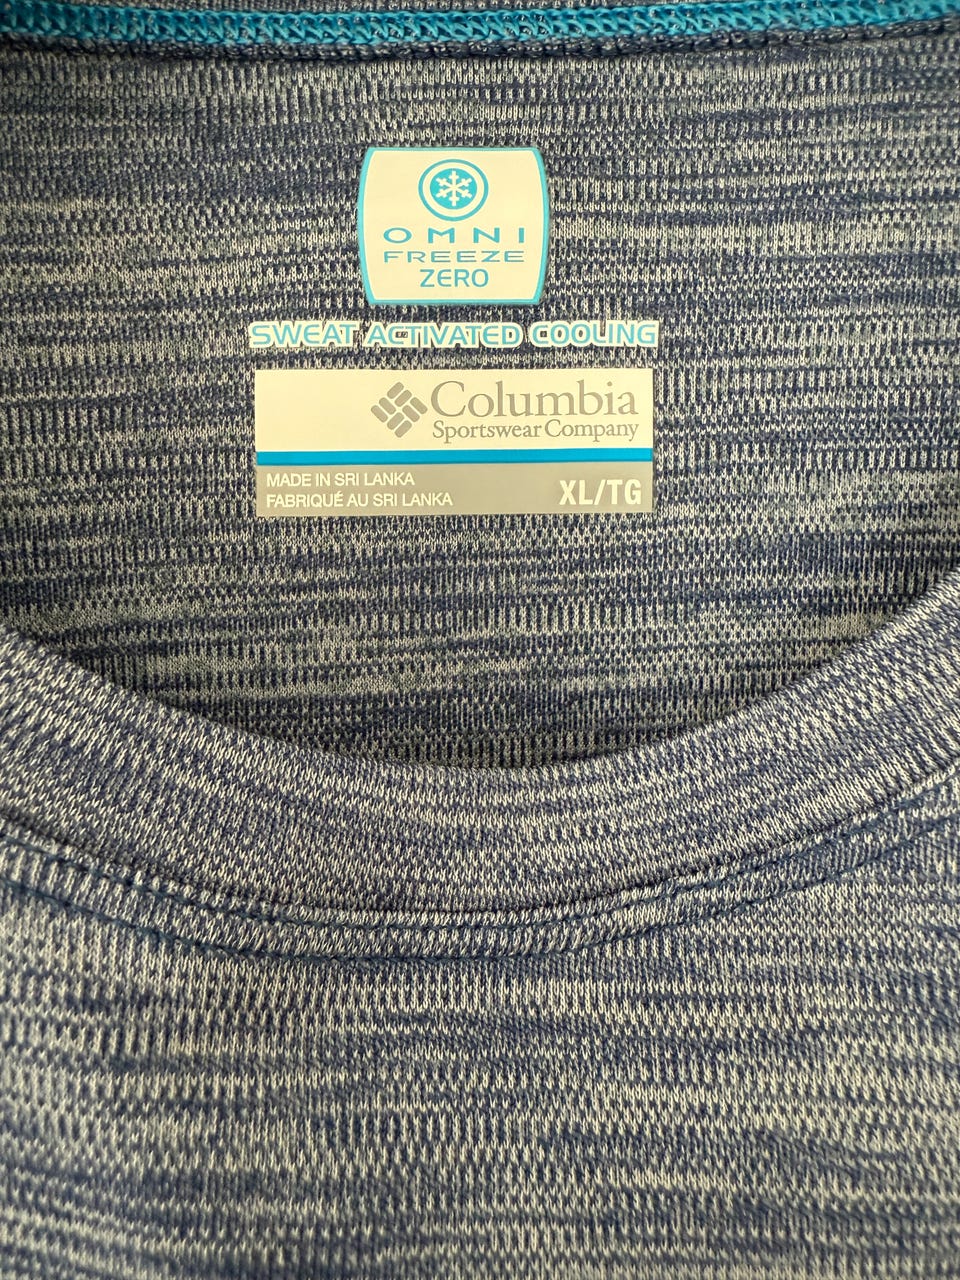 OMNI
FREEZE
ZERO
SWEAT ACTIVATED COOLING
Columbia
Sportswear Company
MADE IN SRI LANKA
FABRIQUÉ AU SRI LANKA
XL/TG